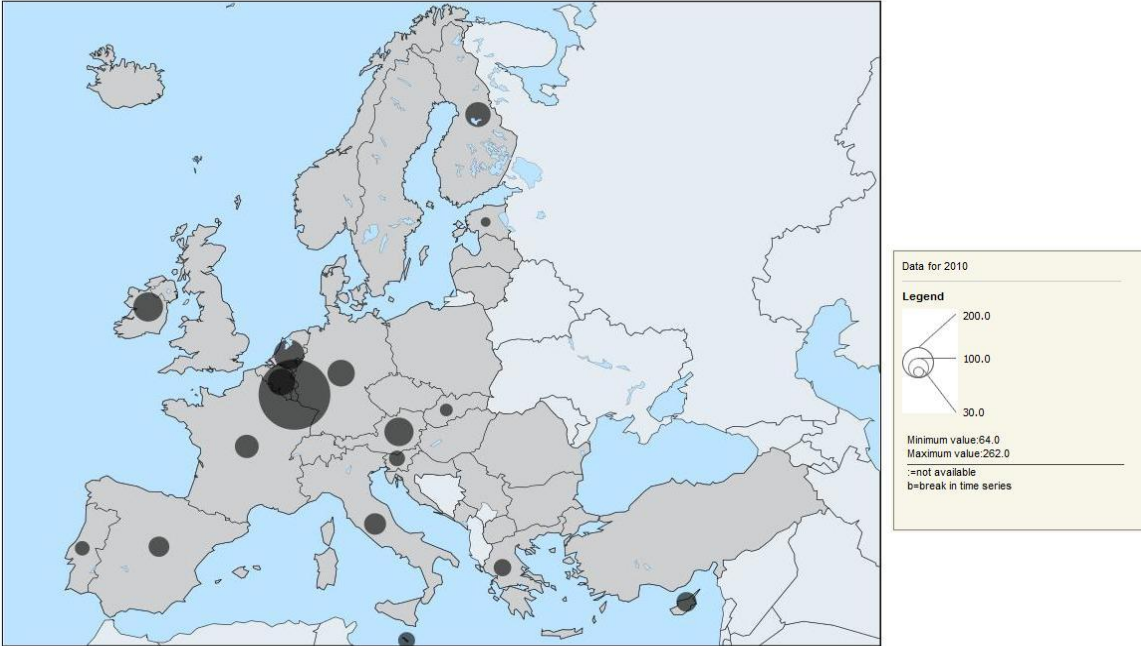 Data for 2010
Legend
200.0
100.0
30.0
Minimum value:64.0
Maximum value:262.0
:=not available
b=break in time series